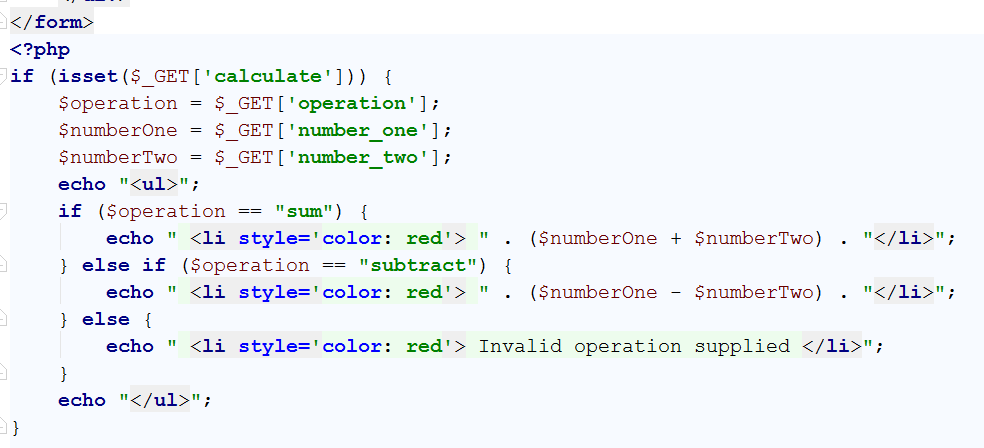 </form>
<?php
if (isset($_GET['calculate'])) {
    $operation = $_GET['operation'];
    $numberOne = $_GET['number_one'];
    $numberTwo = $_GET['number_two'];
    echo "<ul>";
    if ($operation == "sum") {
        echo " <li style='color: red'> " . ($numberOne + $numberTwo) . "</li>";
    } else if ($operation == "subtract") {
        echo " <li style='color: red'> " . ($numberOne - $numberTwo) . "</li>";
    } else {
        echo " <li style='color: red'> Invalid operation supplied </li>";
    }
    echo "</ul>";
}